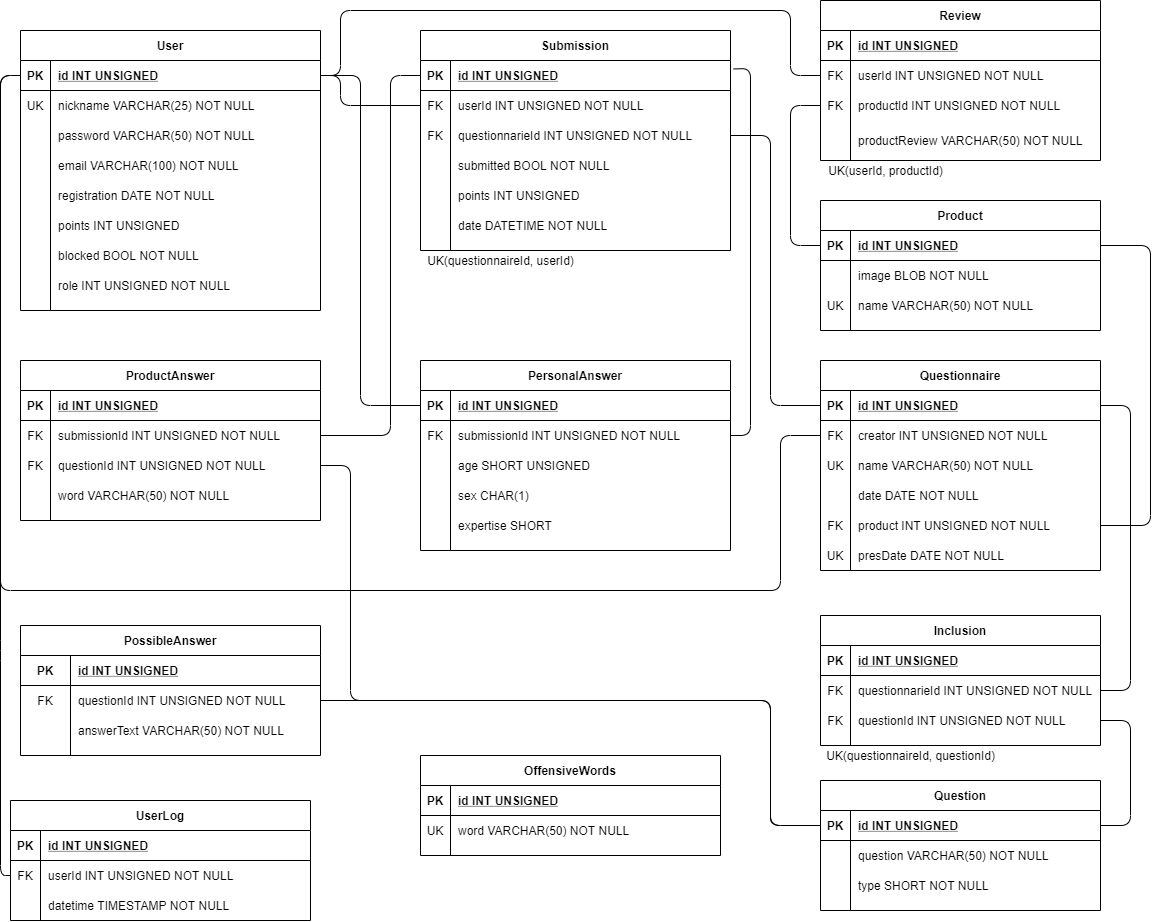 User
PK id INT UNSIGNED
UK nickname VARCHAR(25) NOT NULL
password VARCHAR(50) NOT NULL
email VARCHAR(100) NOT NULL
registration DATE NOT NULL
points INT UNSIGNED
blocked BOOL NOT NULL
role INT UNSIGNED NOT NULL
Submission
PK id INT UNSIGNED
FK userId INT UNSIGNED NOT NULL
FK questionnarieId INT UNSIGNED NOT NULL
submitted BOOL NOT NULL
points INT UNSIGNED
date DATETIME NOT NULL
UK(questionnaireId, userId)
Review
PK id INT UNSIGNED
FK userId INT UNSIGNED NOT NULL
FK productId INT UNSIGNED NOT NULL
productReview VARCHAR(50) NOT NULL
UK(userId, productId)
Product
PK id INT UNSIGNED
image BLOB NOT NULL
UK name VARCHAR(50) NOT NULL
ProductAnswer
PK id INT UNSIGNED
FK submissionId INT UNSIGNED NOT NULL
FK questionId INT UNSIGNED NOT NULL
word VARCHAR(50) NOT NULL
PersonalAnswer
PK id INT UNSIGNED
FK submissionId INT UNSIGNED NOT NULL
age SHORT UNSIGNED
sex CHAR(1)
expertise SHORT
Questionnaire
PK id INT UNSIGNED
FK creator INT UNSIGNED NOT NULL
UK name VARCHAR(50) NOT NULL
date DATE NOT NULL
FK product INT UNSIGNED NOT NULL
UK presDate DATE NOT NULL
PossibleAnswer
PK id INT UNSIGNED
FK questionId INT UNSIGNED NOT NULL
answerText VARCHAR(50) NOT NULL
Inclusion
PK id INT UNSIGNED
FK questionnarieId INT UNSIGNED NOT NULL
FK questionId INT UNSIGNED NOT NULL
UK(questionnaireId, questionId)
UserLog
PK id INT UNSIGNED
FK userId INT UNSIGNED NOT NULL
datetime TIMESTAMP NOT NULL
OffensiveWords
PK id INT UNSIGNED
UK word VARCHAR(50) NOT NULL
Question
PK id INT UNSIGNED
question VARCHAR(50) NOT NULL
type SHORT NOT NULL